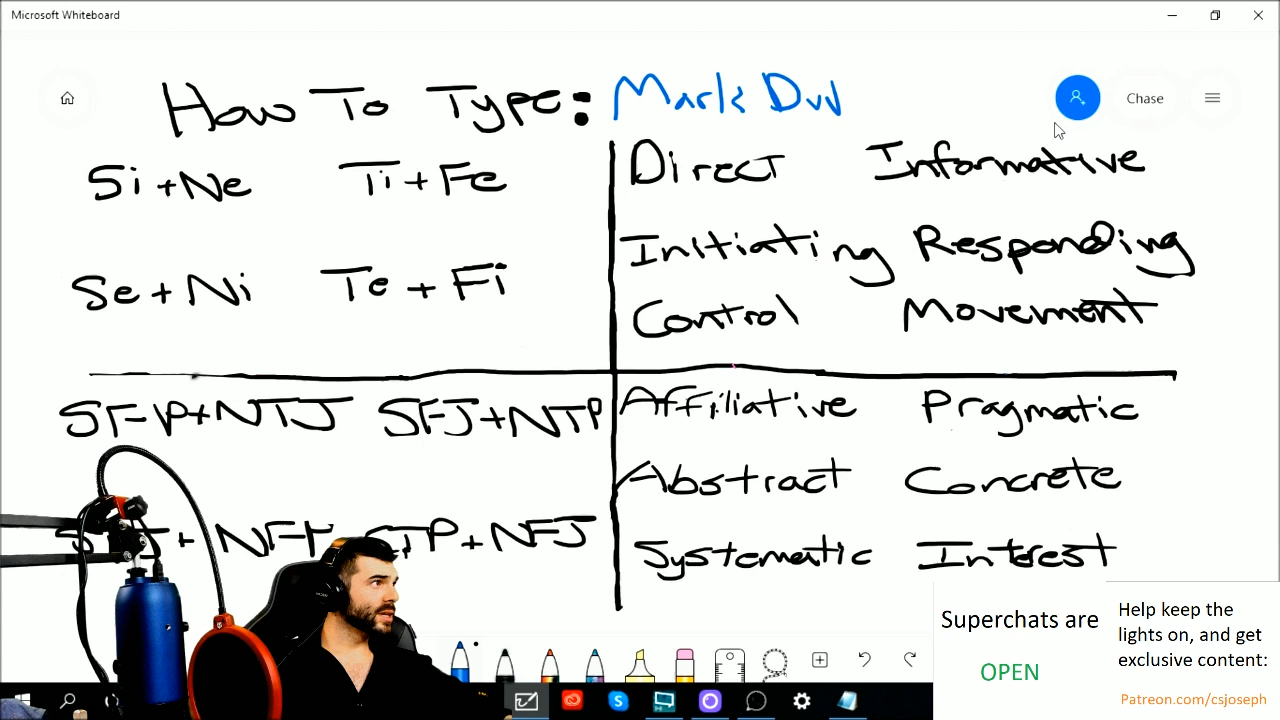 Microsoft Whiteboard
How To Type: Mark Dvd
Chase
Si + Ne Ti + Fe
Se + Ni Te + Fi
Direct Informative
Initiating Responding
Control Movement
SFP + NTJ SFJ + NTP
+ NFP STP + NFJ
Affiliative Pragmatic
Abstract Concrete
Systematic Interest
Superchats are
OPEN
Help keep the
lights on, and get
exclusive content:
Patreon.com/csjoseph